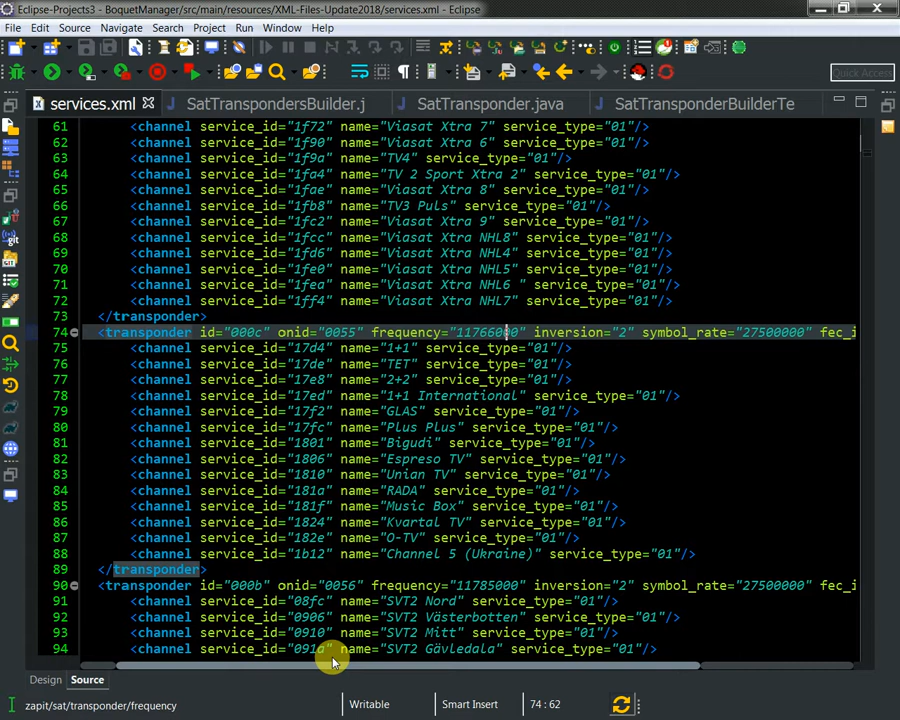 Eclipse-Projects3 - BoquetManager/src/main/resources/XML-Files-Update2018/services.xml - Eclipse
File Edit Source Navigate Search Project Run Window Help
Quick Access
services.xml SatTranspondersBuilder.j SatTransponder.java SatTransponderBuilderTe
61 <channel service_id="1f72" name="Viasat Xtra 7" service_type="01"/>
62 <channel service_id="1f90" name="Viasat Xtra 6" service_type="01"/>
63 <channel service_id="1f9a" name="TV4" service_type="01"/>
64 <channel service_id="1fa4" name="TV 2 Sport Xtra 2" service_type="01"/>
65 <channel service_id="1fae" name="Viasat Xtra 8" service_type="01"/>
66 <channel service_id="1fb8" name="TV3 Puls" service_type="01"/>
67 <channel service_id="1fc2" name="Viasat Xtra 9" service_type="01"/>
68 <channel service_id="1fcc" name="Viasat Xtra NHL8" service_type="01"/>
69 <channel service_id="1fd6" name="Viasat Xtra NHL4" service_type="01"/>
70 <channel service_id="1fe0" name="Viasat Xtra NHL5" service_type="01"/>
71 <channel service_id="1fea" name="Viasat Xtra NHL6 " service_type="01"/>
72 <channel service_id="1ff4" name="Viasat Xtra NHL7" service_type="01"/>
73 </transponder>
74 <transponder id="000c" onid="0055" frequency="11766000" inversion="2" symbol_rate="27500000" fec_i
75 <channel service_id="17d4" name="1+1" service_type="01"/>
76 <channel service_id="17de" name="TET" service_type="01"/>
77 <channel service_id="17e8" name="2+2" service_type="01"/>
78 <channel service_id="17ed" name="1+1 International" service_type="01"/>
79 <channel service_id="17f2" name="GLAS" service_type="01"/>
80 <channel service_id="17fc" name="Plus Plus" service_type="01"/>
81 <channel service_id="1801" name="Bigudi" service_type="01"/>
82 <channel service_id="1806" name="Espreso TV" service_type="01"/>
83 <channel service_id="1810" name="Unian TV" service_type="01"/>
84 <channel service_id="181a" name="RADA" service_type="01"/>
85 <channel service_id="181f" name="Music Box" service_type="01"/>
86 <channel service_id="1824" name="Kvartal TV" service_type="01"/>
87 <channel service_id="182e" name="O-TV" service_type="01"/>
88 <channel service_id="1b12" name="Channel 5 (Ukraine)" service_type="01"/>
89 </transponder>
90 <transponder id="000b" onid="0056" frequency="11785000" inversion="2" symbol_rate="27500000" fec_i
91 <channel service_id="08fc" name="SVT2 Nord" service_type="01"/>
92 <channel service_id="0906" name="SVT2 Västerbotten" service_type="01"/>
93 <channel service_id="0910" name="SVT2 Mitt" service_type="01"/>
94 <channel service_id="091a" name="SVT2 Gävledala" service_type="01"/>
Design Source
zapit/sat/transponder/frequency Writable Smart Insert 74 : 62